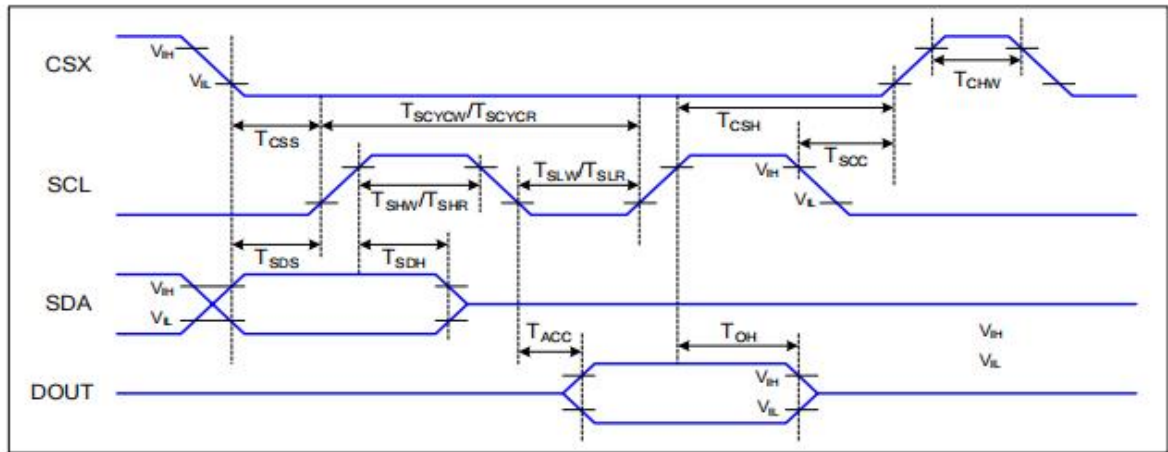 CSX
VIH
VIL
TCSS
TSCYCW/TSCYCR
TCSH
TCHW
TSCC
SCL
TSHW/TSHR
TSLW/TSLR
VIH
VIL
TSDS
TSDH
SDA
VIH
VIL
TACC
TOH
VIH
VIL
DOUT
VIH
VIL